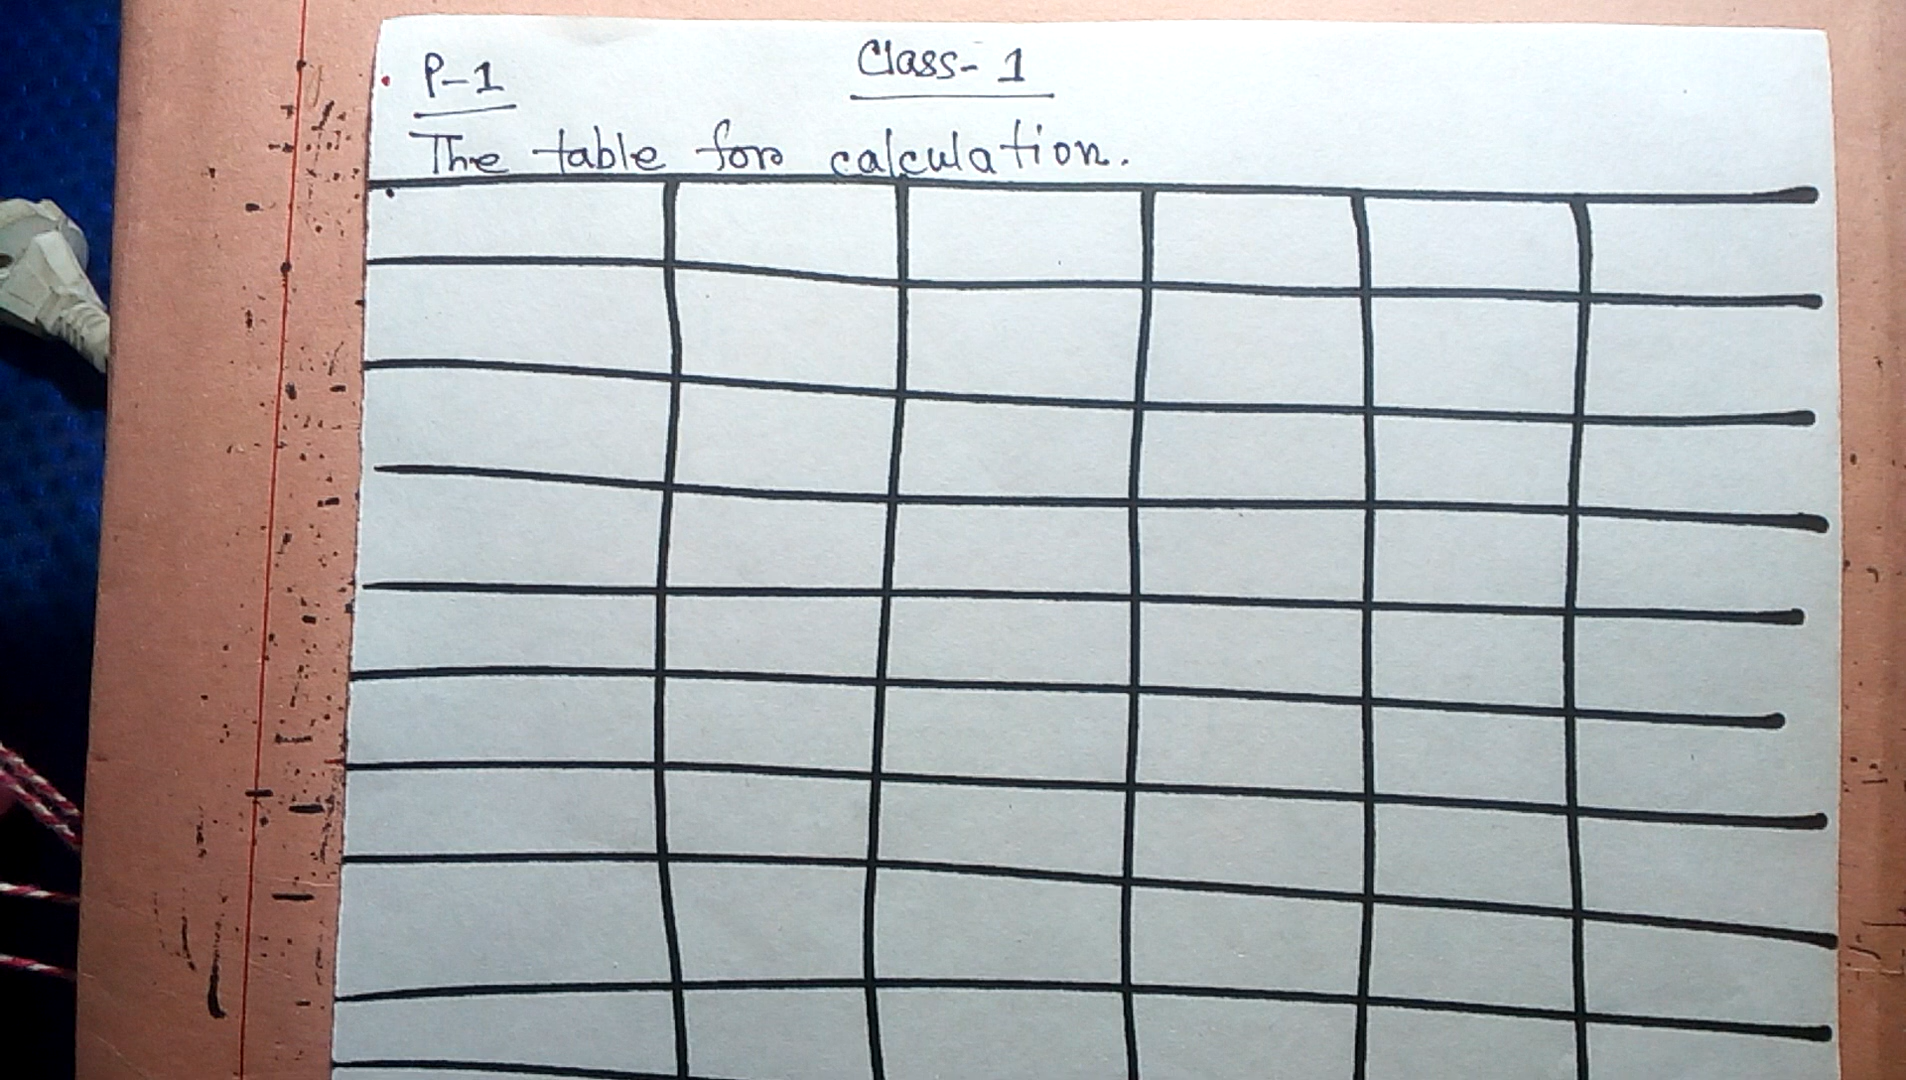 P-1
Class- 1
The table for calculation.